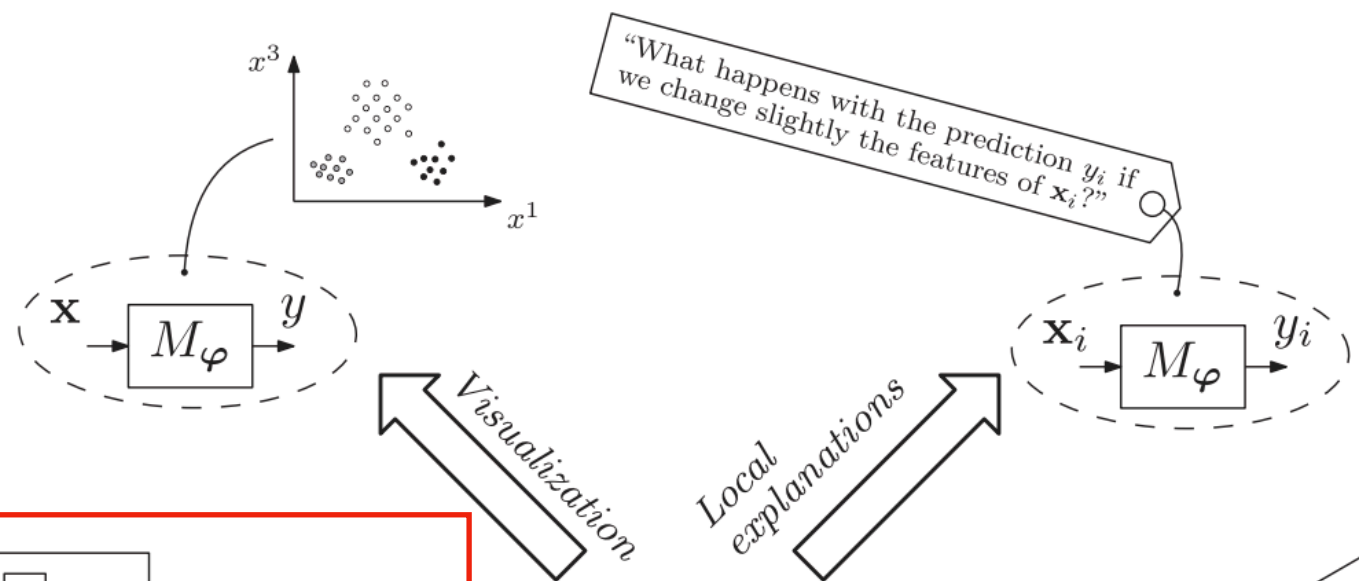 x³
x¹
“What happens with the prediction yᵢ if
we change slightly the features of 𝐱ᵢ?”
𝐱
M𝝋
y
𝐱ᵢ
M𝝋
yᵢ
Visualization
Local
explanations